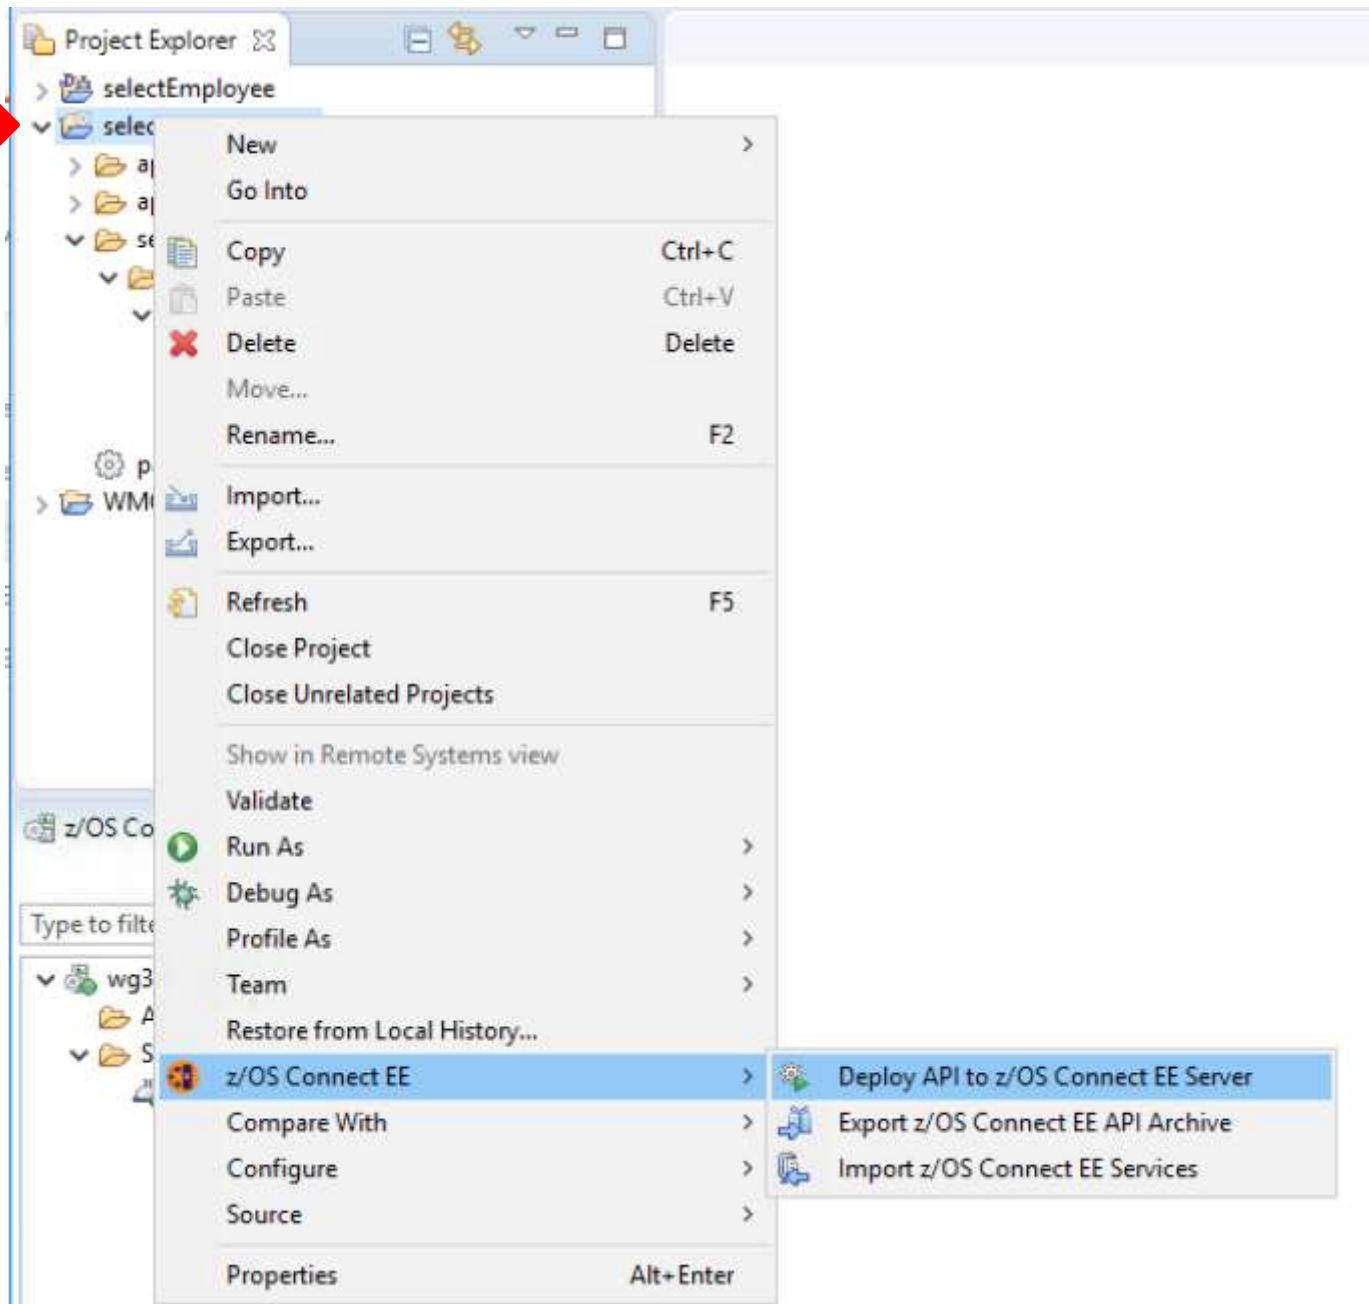 Project Explorer
selectEmployee
selec
New
Go Into
Copy Ctrl+C
Paste Ctrl+V
Delete Delete
Move...
Rename... F2
Import...
Export...
Refresh F5
Close Project
Close Unrelated Projects
Show in Remote Systems view
Validate
z/OS Co
Run As
Debug As
Type to filte
Profile As
wg3
Team
Restore from Local History...
z/OS Connect EE
Deploy API to z/OS Connect EE Server
Compare With
Export z/OS Connect EE API Archive
Configure
Import z/OS Connect EE Services
Source
Properties Alt+Enter